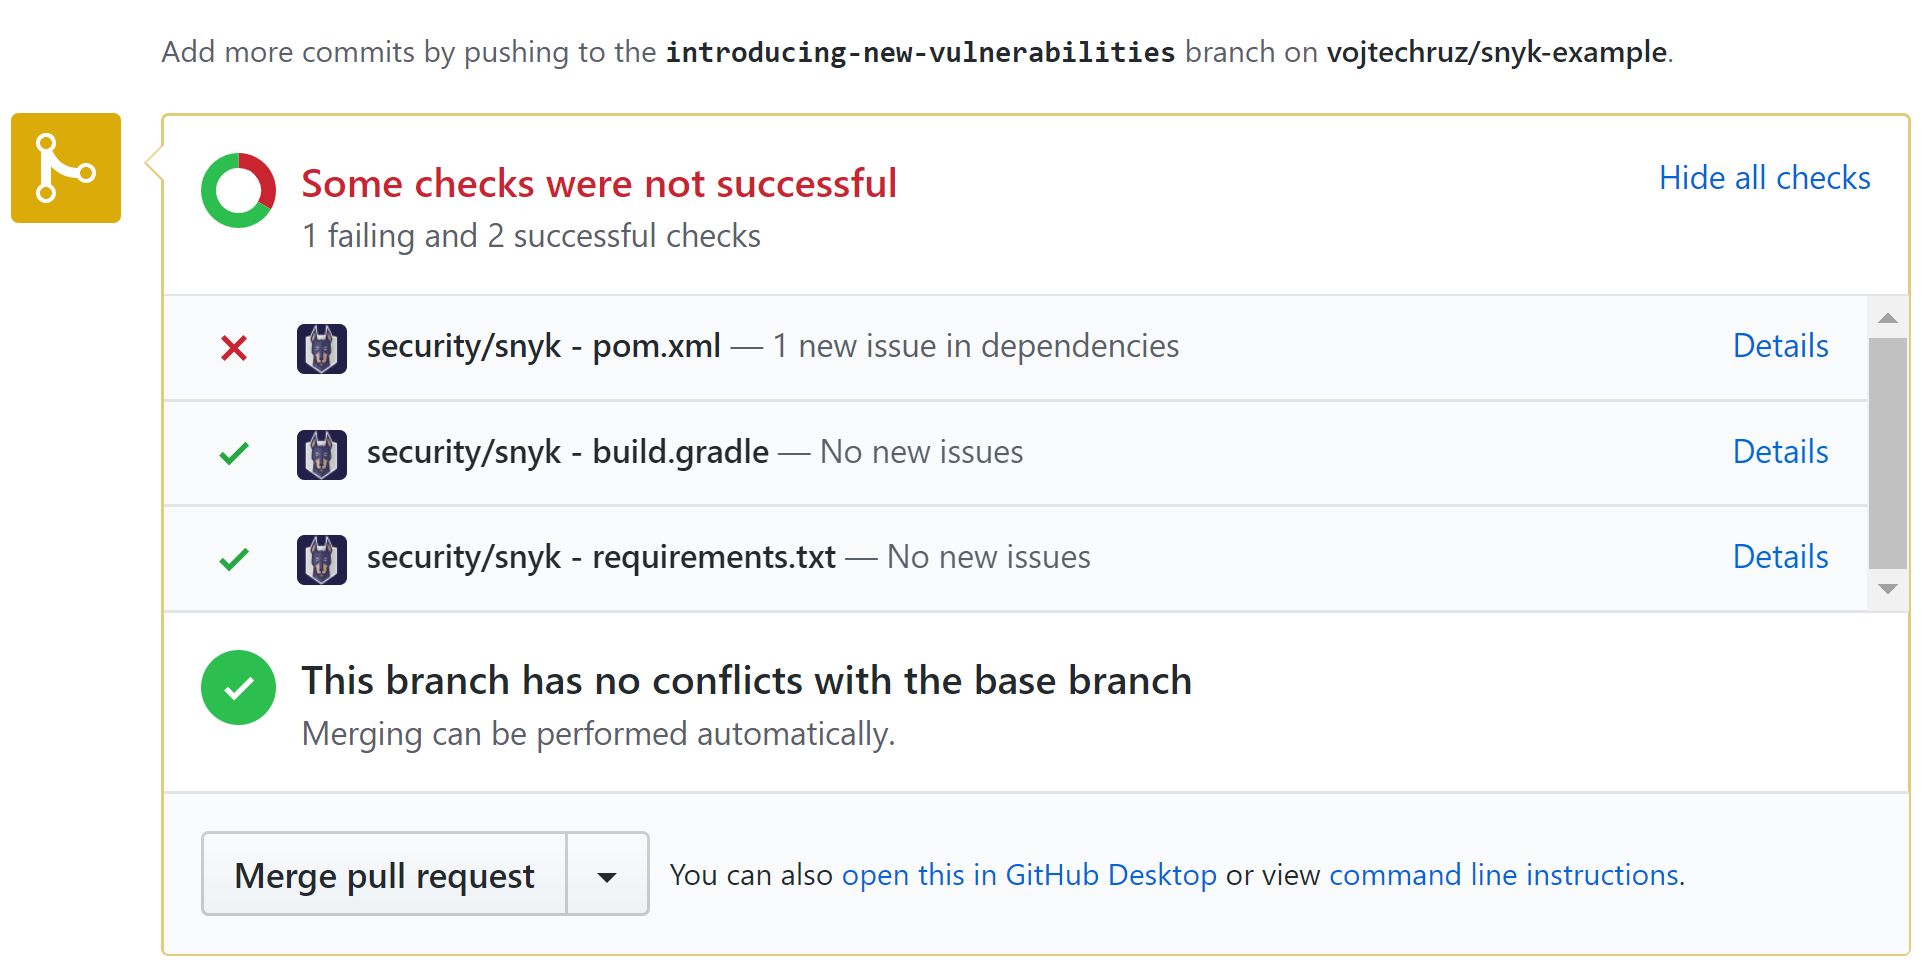 Add more commits by pushing to the introducing-new-vulnerabilities branch on vojtechruz/snyk-example.
Some checks were not successful
Hide all checks
1 failing and 2 successful checks
security/snyk - pom.xml — 1 new issue in dependencies
Details
security/snyk - build.gradle — No new issues
Details
security/snyk - requirements.txt — No new issues
Details
This branch has no conflicts with the base branch
Merging can be performed automatically.
Merge pull request
You can also open this in GitHub Desktop or view command line instructions.